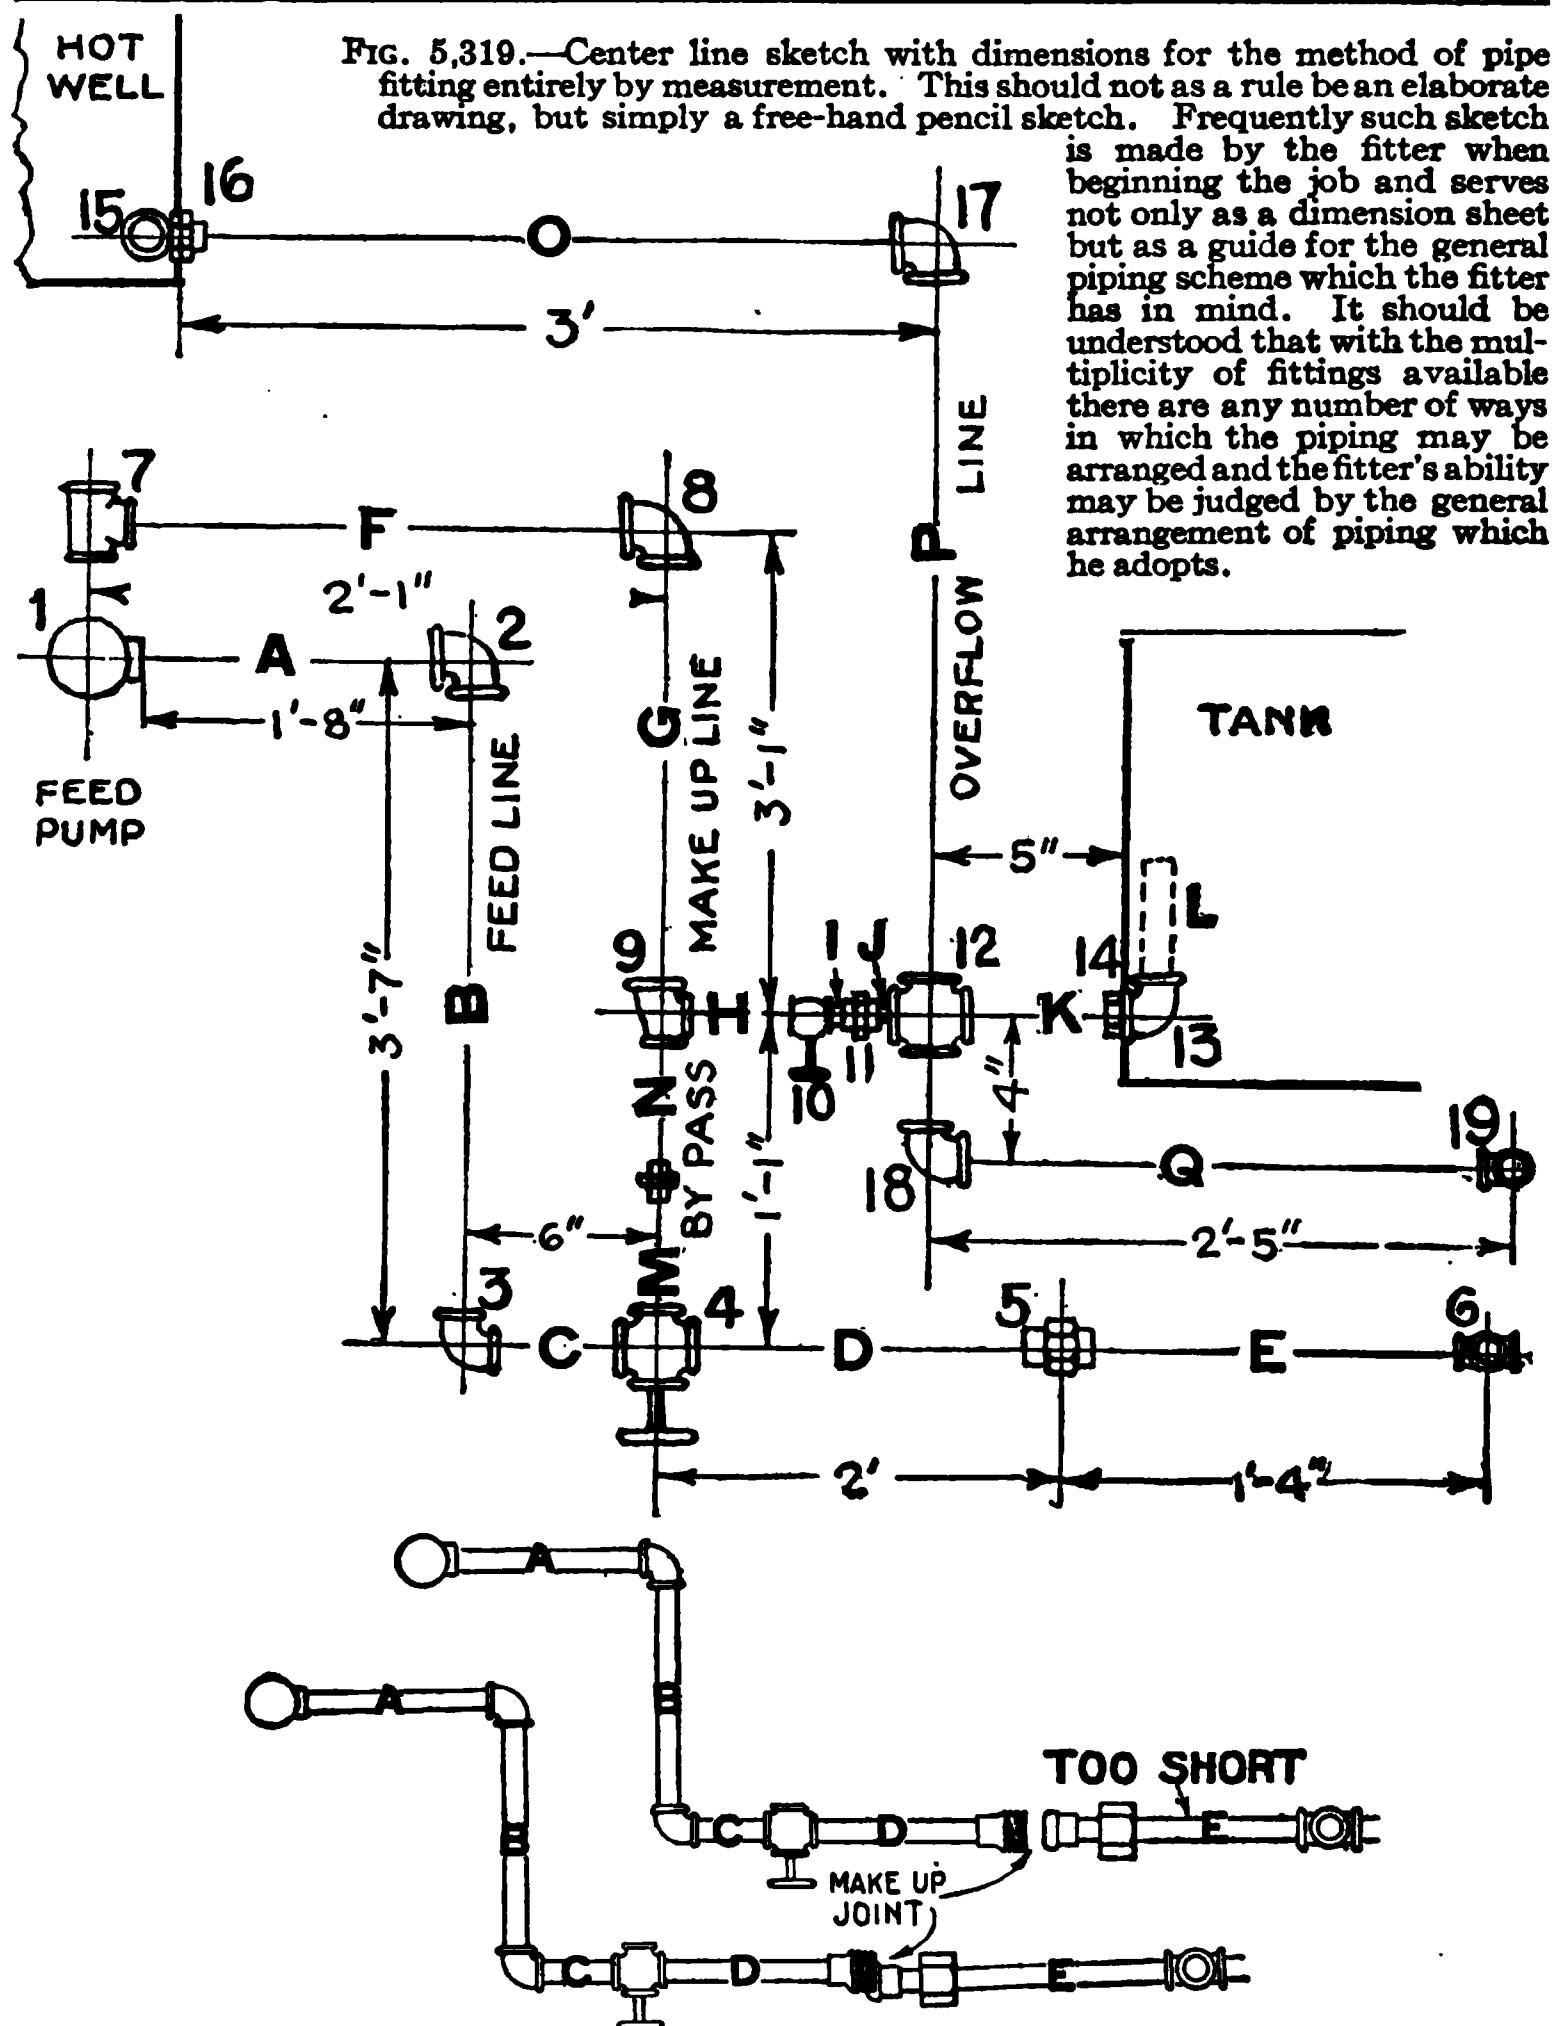 HOT
WELL
FIG. 5,319.—Center line sketch with dimensions for the method of pipe
fitting entirely by measurement. This should not as a rule be an elaborate
drawing, but simply a free-hand pencil sketch. Frequently such sketch
is made by the fitter when
beginning the job and serves
not only as a dimension sheet
but as a guide for the general
piping scheme which the fitter
has in mind. It should be
understood that with the mul-
tiplicity of fittings available
there are any number of ways
in which the piping may be
arranged and the fitter's ability
may be judged by the general
arrangement of piping which
he adopts.
15
16
O
17
3'
7
F
8
2'-1"
1
A
2
1'-8"
FEED
PUMP
3'-7"
B
FEED LINE
G
MAKE UP LINE
3'-1"
P
OVERFLOW LINE
TANK
5"
L
9
H
I J
12
14
K
13
10
11
4"
N
BY PASS
1'-1"
18
Q
19
6"
M
2'-5"
3
C
4
D
5
E
6
2'
1'-4"
A
B
A
B
TOO SHORT
C
D
E
MAKE UP
JOINT
C
D
E